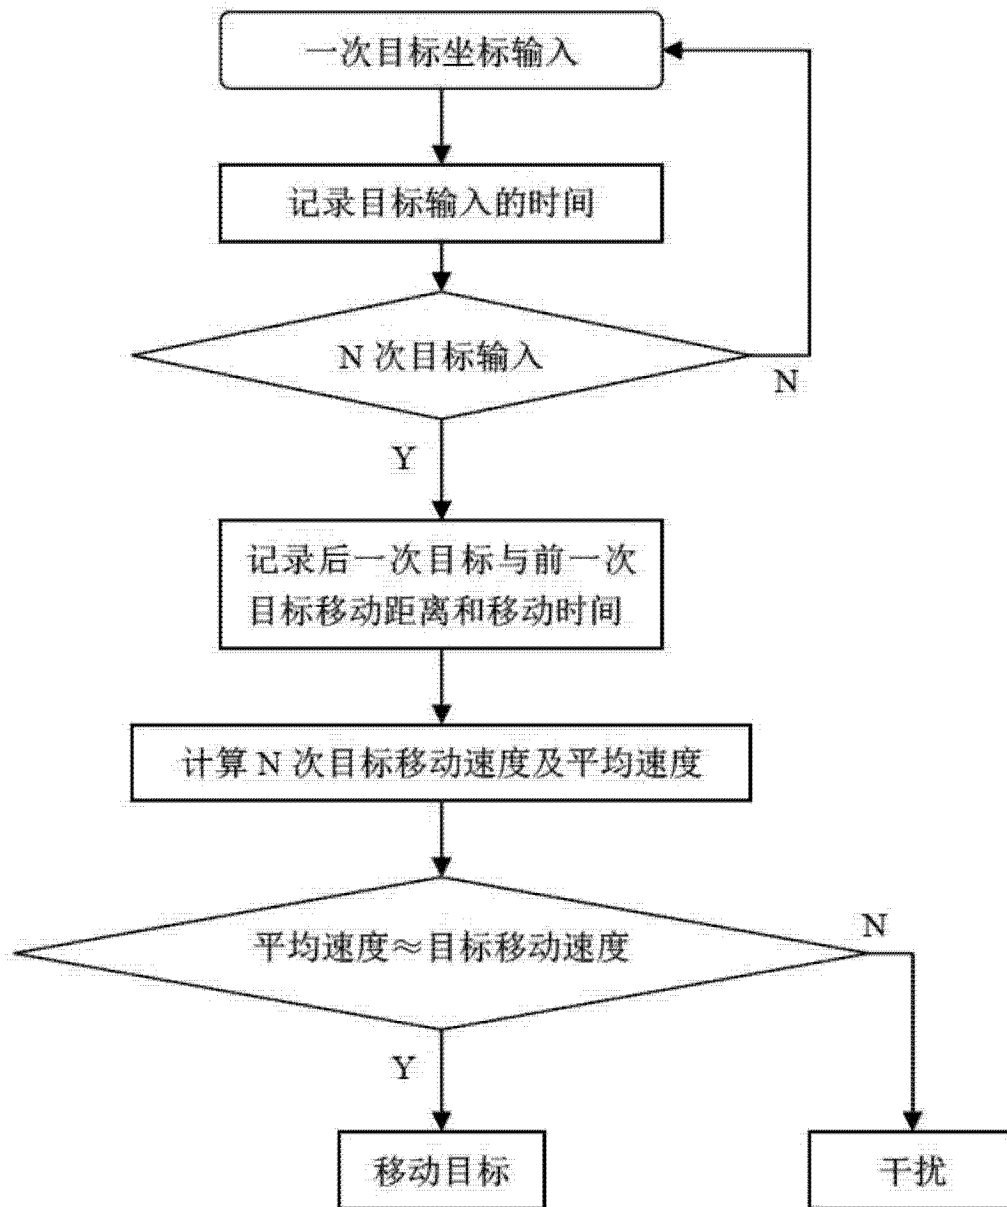 一次目标坐标输入
记录目标输入的时间
N 次目标输入
N
Y
记录后一次目标与前一次
目标移动距离和移动时间
计算 N 次目标移动速度及平均速度
平均速度≈目标移动速度
N
Y
移动目标
干扰